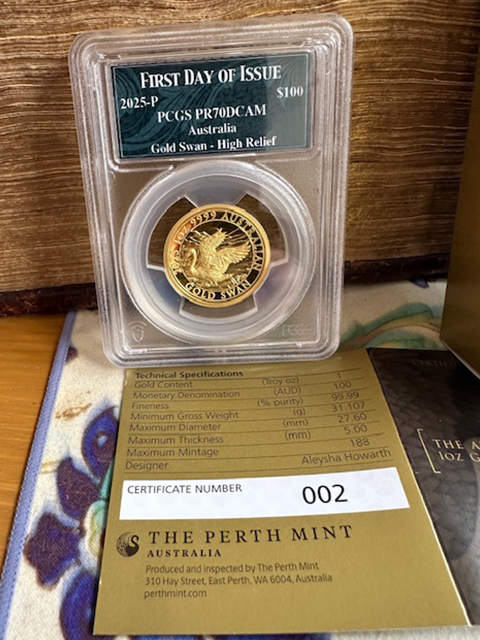 FIRST DAY OF ISSUE
2025-P $100
PCGS PR70DCAM
Australia
Gold Swan - High Relief
1oz 9999 AUSTRALIAN
GOLD SWAN
Technical Specifications
Gold Content (Troy oz) 1
Monetary Denomination (AUD) 100
Fineness (% purity) 99.99
Minimum Gross Weight (g) 31.107
Maximum Diameter (mm) 27.60
Maximum Thickness (mm) 5.00
Maximum Mintage 188
Designer Aleysha Howarth
CERTIFICATE NUMBER 002
THE PERTH MINT
AUSTRALIA
Produced and inspected by The Perth Mint
310 Hay Street, East Perth, WA 6004, Australia
perthmint.com
THE A
1OZ G